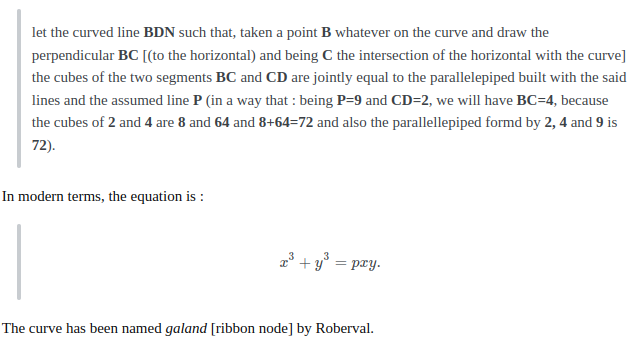 let the curved line BDN such that, taken a point B whatever on the curve and draw the
perpendicular BC [(to the horizontal) and being C the intersection of the horizontal with the curve]
the cubes of the two segments BC and CD are jointly equal to the parallelepiped built with the said
lines and the assumed line P (in a way that : being P=9 and CD=2, we will have BC=4, because
the cubes of 2 and 4 are 8 and 64 and 8+64=72 and also the parallellepiped formd by 2, 4 and 9 is
72).
In modern terms, the equation is :
x³ + y³ = pxy.
The curve has been named galand [ribbon node] by Roberval.